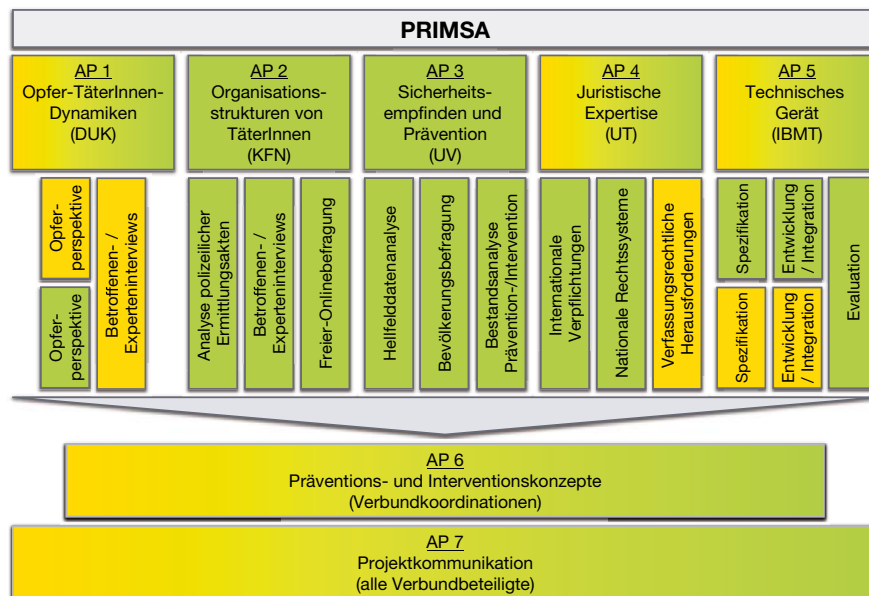 PRIMSA
AP 1
Opfer-TäterInnen-
Dynamiken
(DUK)
AP 2
Organisations-
strukturen von
TäterInnen
(KFN)
AP 3
Sicherheits-
empfinden und
Prävention
(UV)
AP 4
Juristische
Expertise
(UT)
AP 5
Technisches
Gerät
(IBMT)
Opfer-
perspektive
Opfer-
perspektive
Betroffenen- /
Experteninterviews
Analyse polizeilicher
Ermittlungsakten
Betroffenen- /
Experteninterviews
Freier-Onlinebefragung
Hellfelddatenanalyse
Bevölkerungsbefragung
Bestandsanalyse
Prävention-/Intervention
Internationale
Verpflichtungen
Nationale Rechtssysteme
Verfassungsrechtliche
Herausforderungen
Spezifikation
Spezifikation
Entwicklung
/ Integration
Entwicklung
/ Integration
Evaluation
AP 6
Präventions- und Interventionskonzepte
(Verbundkoordinationen)
AP 7
Projektkommunikation
(alle Verbundbeteiligte)